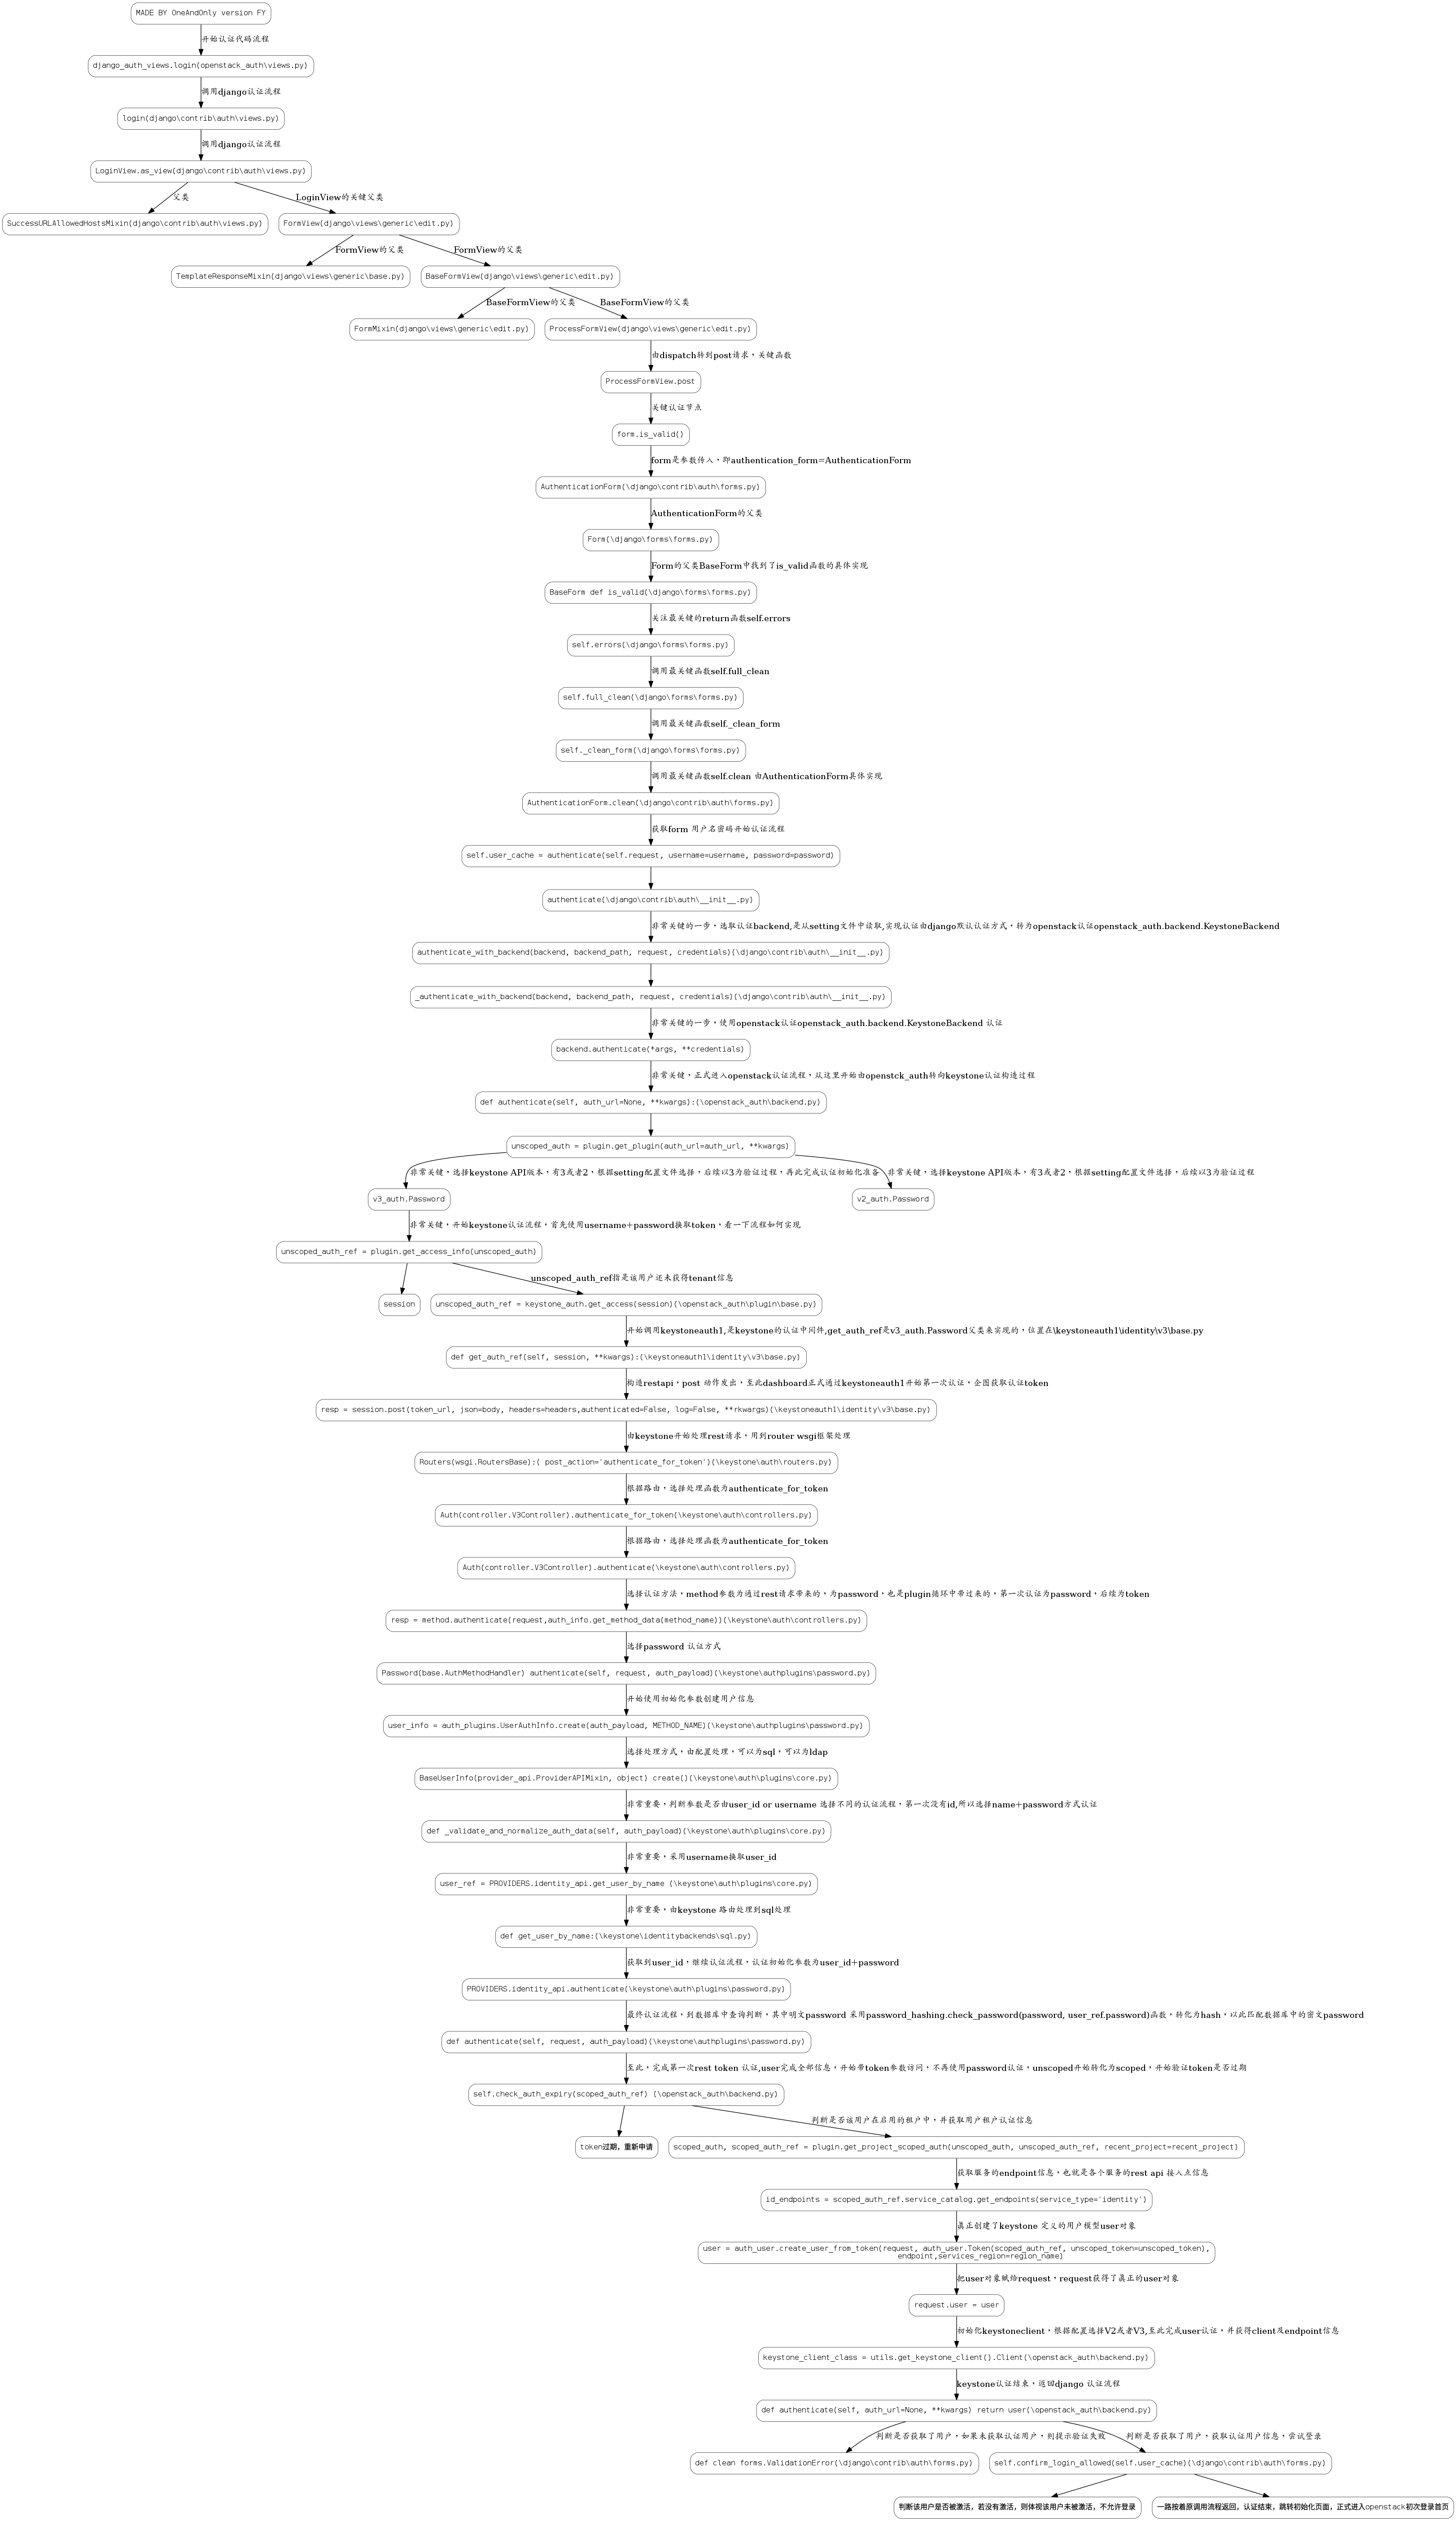 MADE BY OneAndOnly version FY
开始认证代码流程
django_auth_views.login(openstack_auth\views.py)
调用django认证流程
login(django\contrib\auth\views.py)
调用django认证流程
LoginView.as_view(django\contrib\auth\views.py)
父类
LoginView的关键父类
SuccessURLAllowedHostsMixin(django\contrib\auth\views.py)
FormView(django\views\generic\edit.py)
FormView的父类
FormView的父类
TemplateResponseMixin(django\views\generic\base.py)
BaseFormView(django\views\generic\edit.py)
BaseFormView的父类
BaseFormView的父类
FormMixin(django\views\generic\edit.py)
ProcessFormView(django\views\generic\edit.py)
由dispatch转到post请求，关键函数
ProcessFormView.post
关键认证节点
form.is_valid()
form是参数传入，即authentication_form=AuthenticationForm
AuthenticationForm(\django\contrib\auth\forms.py)
AuthenticationForm的父类
Form(\django\forms\forms.py)
Form的父类BaseForm中找到了is_valid函数的具体实现
BaseForm def is_valid(\django\forms\forms.py)
关注最关键的return函数self.errors
self.errors(\django\forms\forms.py)
调用最关键函数self.full_clean
self.full_clean(\django\forms\forms.py)
调用最关键函数self._clean_form
self._clean_form(\django\forms\forms.py)
调用最关键函数self.clean 由AuthenticationForm具体实现
AuthenticationForm.clean(\django\contrib\auth\forms.py)
获取form 用户名密码开始认证流程
self.user_cache = authenticate(self.request, username=username, password=password)
authenticate(\django\contrib\auth\__init__.py)
非常关键的一步，选取认证backend,是从setting文件中读取,实现认证由django默认认证方式，转为openstack认证openstack_auth.backend.KeystoneBackend
authenticate_with_backend(backend, backend_path, request, credentials)(\django\contrib\auth\__init__.py)
_authenticate_with_backend(backend, backend_path, request, credentials)(\django\contrib\auth\__init__.py)
非常关键的一步，使用openstack认证openstack_auth.backend.KeystoneBackend 认证
backend.authenticate(*args, **credentials)
非常关键，正式进入openstack认证流程，从这里开始由openstck_auth转向keystone认证构造过程
def authenticate(self, auth_url=None, **kwargs):(\openstack_auth\backend.py)
unscoped_auth = plugin.get_plugin(auth_url=auth_url, **kwargs)
非常关键，选择keystone API版本，有3或者2，根据setting配置文件选择，后续以3为验证过程，再此完成认证初始化准备
非常关键，选择keystone API版本，有3或者2，根据setting配置文件选择，后续以3为验证过程
v3_auth.Password
v2_auth.Password
非常关键，开始keystone认证流程，首先使用username+password换取token，看一下流程如何实现
unscoped_auth_ref = plugin.get_access_info(unscoped_auth)
unscoped_auth_ref指是该用户还未获得tenant信息
session
unscoped_auth_ref = keystone_auth.get_access(session)(\openstack_auth\plugin\base.py)
开始调用keystoneauth1,是keystone的认证中间件,get_auth_ref是v3_auth.Password父类来实现的，位置在\keystoneauth1\identity\v3\base.py
def get_auth_ref(self, session, **kwargs):(\keystoneauth1\identity\v3\base.py)
构造restapi，post 动作发出，至此dashboard正式通过keystoneauth1开始第一次认证，企图获取认证token
resp = session.post(token_url, json=body, headers=headers,authenticated=False, log=False, **rkwargs)(\keystoneauth1\identity\v3\base.py)
由keystone开始处理rest请求，用到router wsgi框架处理
Routers(wsgi.RoutersBase):( post_action='authenticate_for_token')(\keystone\auth\routers.py)
根据路由，选择处理函数为authenticate_for_token
Auth(controller.V3Controller).authenticate_for_token(\keystone\auth\controllers.py)
根据路由，选择处理函数为authenticate_for_token
Auth(controller.V3Controller).authenticate(\keystone\auth\controllers.py)
选择认证方法，method参数为通过rest请求带来的，为password，也是plugin循环中带过来的，第一次认证为password，后续为token
resp = method.authenticate(request,auth_info.get_method_data(method_name))(\keystone\auth\controllers.py)
选择password 认证方式
Password(base.AuthMethodHandler) authenticate(self, request, auth_payload)(\keystone\authplugins\password.py)
开始使用初始化参数创建用户信息
user_info = auth_plugins.UserAuthInfo.create(auth_payload, METHOD_NAME)(\keystone\authplugins\password.py)
选择处理方式，由配置处理，可以为sql，可以为ldap
BaseUserInfo(provider_api.ProviderAPIMixin, object) create()(\keystone\auth\plugins\core.py)
非常重要，判断参数是否由user_id or username 选择不同的认证流程，第一次没有id,所以选择name+password方式认证
def _validate_and_normalize_auth_data(self, auth_payload)(\keystone\auth\plugins\core.py)
非常重要，采用username换取user_id
user_ref = PROVIDERS.identity_api.get_user_by_name (\keystone\auth\plugins\core.py)
非常重要，由keystone 路由处理到sql处理
def get_user_by_name:(\keystone\identitybackends\sql.py)
获取到user_id，继续认证流程，认证初始化参数为user_id+password
PROVIDERS.identity_api.authenticate(\keystone\auth\plugins\password.py)
最终认证流程，到数据库中查询判断，其中明文password 采用password_hashing.check_password(password, user_ref.password)函数，转化为hash，以此匹配数据库中的密文password
def authenticate(self, request, auth_payload)(\keystone\authplugins\password.py)
至此，完成第一次rest token 认证,user完成全部信息，开始带token参数访问，不再使用password认证，unscoped开始转化为scoped，开始验证token是否过期
self.check_auth_expiry(scoped_auth_ref) (\openstack_auth\backend.py)
判断是否该用户在启用的租户中，并获取用户租户认证信息
token过期，重新申请
scoped_auth, scoped_auth_ref = plugin.get_project_scoped_auth(unscoped_auth, unscoped_auth_ref, recent_project=recent_project)
获取服务的endpoint信息，也就是各个服务的rest api 接入点信息
id_endpoints = scoped_auth_ref.service_catalog.get_endpoints(service_type='identity')
真正创建了keystone 定义的用户模型user对象
user = auth_user.create_user_from_token(request, auth_user.Token(scoped_auth_ref, unscoped_token=unscoped_token),
endpoint,services_region=region_name)
把user对象赋给request，request获得了真正的user对象
request.user = user
初始化keystoneclient，根据配置选择V2或者V3,至此完成user认证，并获得client及endpoint信息
keystone_client_class = utils.get_keystone_client().Client(\openstack_auth\backend.py)
keystone认证结束，返回django 认证流程
def authenticate(self, auth_url=None, **kwargs) return user(\openstack_auth\backend.py)
判断是否获取了用户，如果未获取认证用户，则提示验证失败
判断是否获取了用户，获取认证用户信息，尝试登录
def clean forms.ValidationError(\django\contrib\auth\forms.py)
self.confirm_login_allowed(self.user_cache)(\django\contrib\auth\forms.py)
判断该用户是否被激活，若没有激活，则体视该用户未被激活，不允许登录
一路按着原调用流程返回，认证结束，跳转初始化页面，正式进入openstack初次登录首页